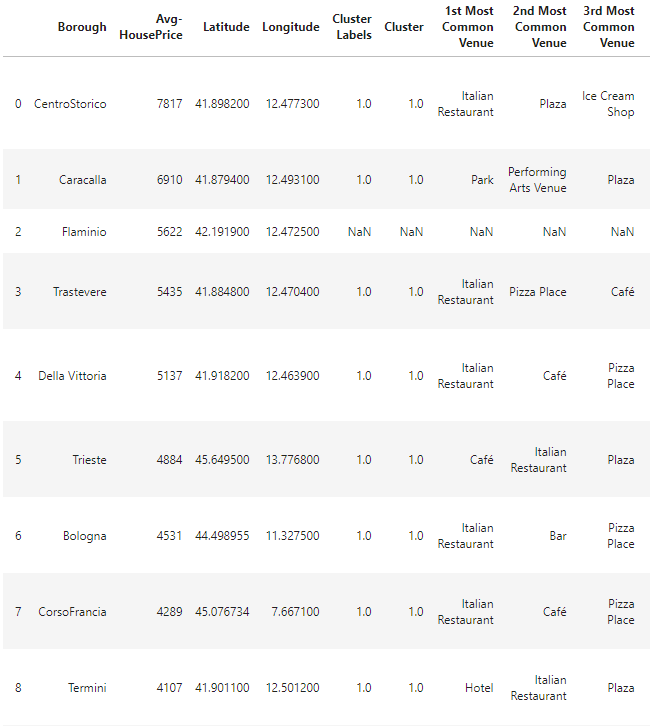 Borough Avg-HousePrice Latitude Longitude Cluster Labels Cluster 1st Most Common Venue 2nd Most Common Venue 3rd Most Common Venue
0 CentroStorico 7817 41.898200 12.477300 1.0 1.0 Italian Restaurant Plaza Ice Cream Shop
1 Caracalla 6910 41.879400 12.493100 1.0 1.0 Park Performing Arts Venue Plaza
2 Flaminio 5622 42.191900 12.472500 NaN NaN NaN NaN NaN
3 Trastevere 5435 41.884800 12.470400 1.0 1.0 Italian Restaurant Pizza Place Café
4 Della Vittoria 5137 41.918200 12.463900 1.0 1.0 Italian Restaurant Café Pizza Place
5 Trieste 4884 45.649500 13.776800 1.0 1.0 Café Italian Restaurant Plaza
6 Bologna 4531 44.498955 11.327500 1.0 1.0 Italian Restaurant Bar Pizza Place
7 CorsoFrancia 4289 45.076734 7.667100 1.0 1.0 Italian Restaurant Café Pizza Place
8 Termini 4107 41.901100 12.501200 1.0 1.0 Hotel Italian Restaurant Plaza